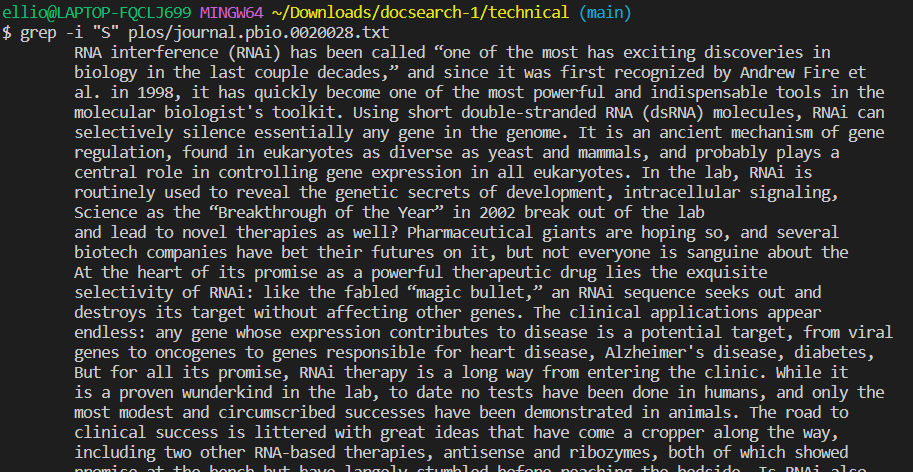 ellio@LAPTOP-FQCLJ699 MINGW64 ~/Downloads/docsearch-1/technical (main)
$ grep -i "S" plos/journal.pbio.0020028.txt
RNA interference (RNAi) has been called “one of the most has exciting discoveries in
biology in the last couple decades,” and since it was first recognized by Andrew Fire et
al. in 1998, it has quickly become one of the most powerful and indispensable tools in the
molecular biologist's toolkit. Using short double-stranded RNA (dsRNA) molecules, RNAi can
selectively silence essentially any gene in the genome. It is an ancient mechanism of gene
regulation, found in eukaryotes as diverse as yeast and mammals, and probably plays a
central role in controlling gene expression in all eukaryotes. In the lab, RNAi is
routinely used to reveal the genetic secrets of development, intracellular signaling,
Science as the “Breakthrough of the Year” in 2002 break out of the lab
and lead to novel therapies as well? Pharmaceutical giants are hoping so, and several
biotech companies have bet their futures on it, but not everyone is sanguine about the
At the heart of its promise as a powerful therapeutic drug lies the exquisite
selectivity of RNAi: like the fabled “magic bullet,” an RNAi sequence seeks out and
destroys its target without affecting other genes. The clinical applications appear
endless: any gene whose expression contributes to disease is a potential target, from viral
genes to oncogenes to genes responsible for heart disease, Alzheimer's disease, diabetes,
But for all its promise, RNAi therapy is a long way from entering the clinic. While it
is a proven wunderkind in the lab, to date no tests have been done in humans, and only the
most modest and circumscribed successes have been demonstrated in animals. The road to
clinical success is littered with great ideas that have come a cropper along the way,
including two other RNA-based therapies, antisense and ribozymes, both of which showed
promise at the bench but have largely stumbled before reaching the bedside. Is RNAi also